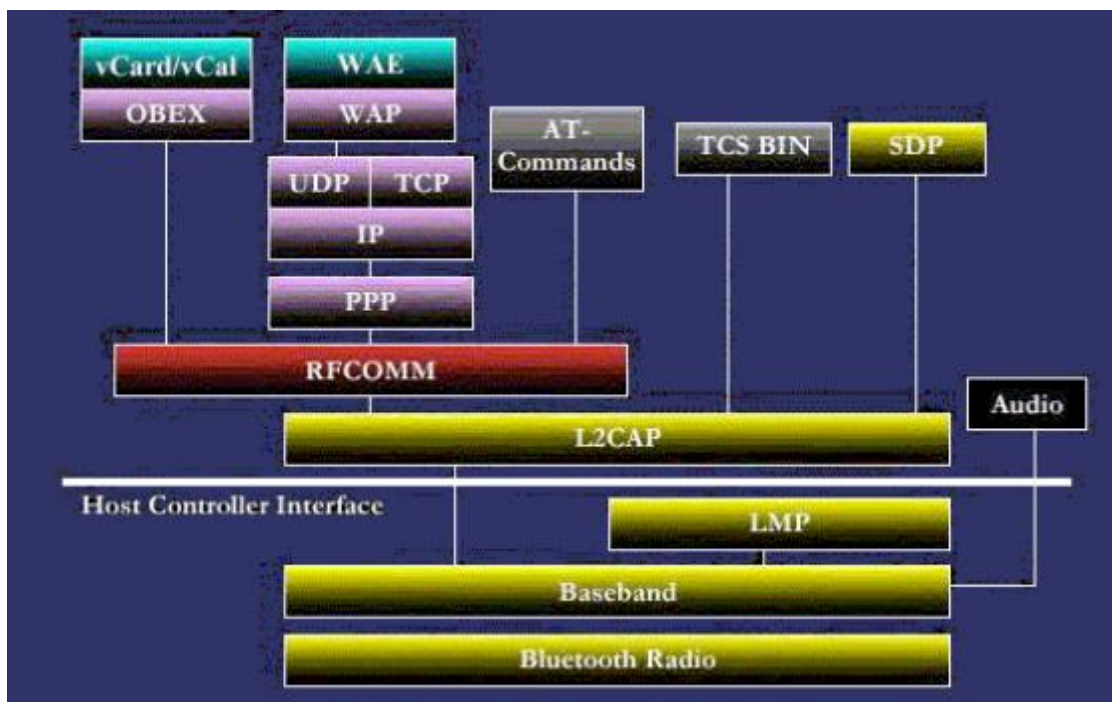 vCard/vCal
OBEX
WAE
WAP
UDP
TCP
IP
PPP
AT-
Commands
TCS BIN
SDP
RFCOMM
Audio
L2CAP
Host Controller Interface
LMP
Baseband
Bluetooth Radio